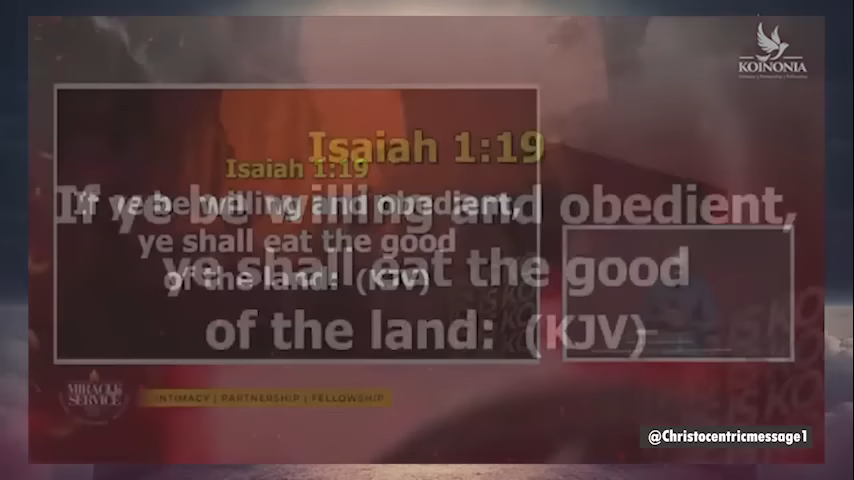 KOINONIA
Isaiah 1:19
If ye be willing and obedient,
ye shall eat the good
of the land: (KJV)
Isaiah 1:19
If ye be willing and obedient,
ye shall eat the good
of the land: (KJV)
MIRACLE
SERVICE
INTIMACY | PARTNERSHIP | FELLOWSHIP
@Christocentricmessage1